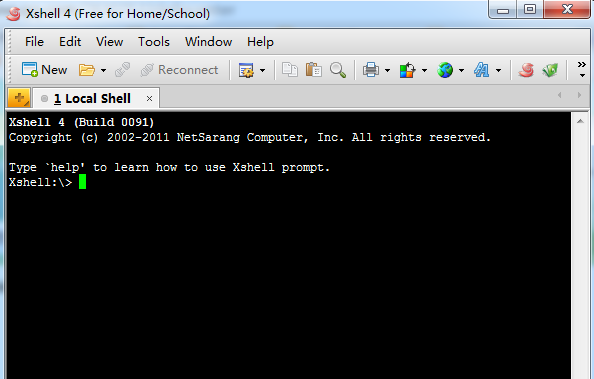 Xshell 4 (Free for Home/School)
File Edit View Tools Window Help
New Reconnect
1 Local Shell
Xshell 4 (Build 0091)
Copyright (c) 2002-2011 NetSarang Computer, Inc. All rights reserved.
Type `help' to learn how to use Xshell prompt.
Xshell:\>